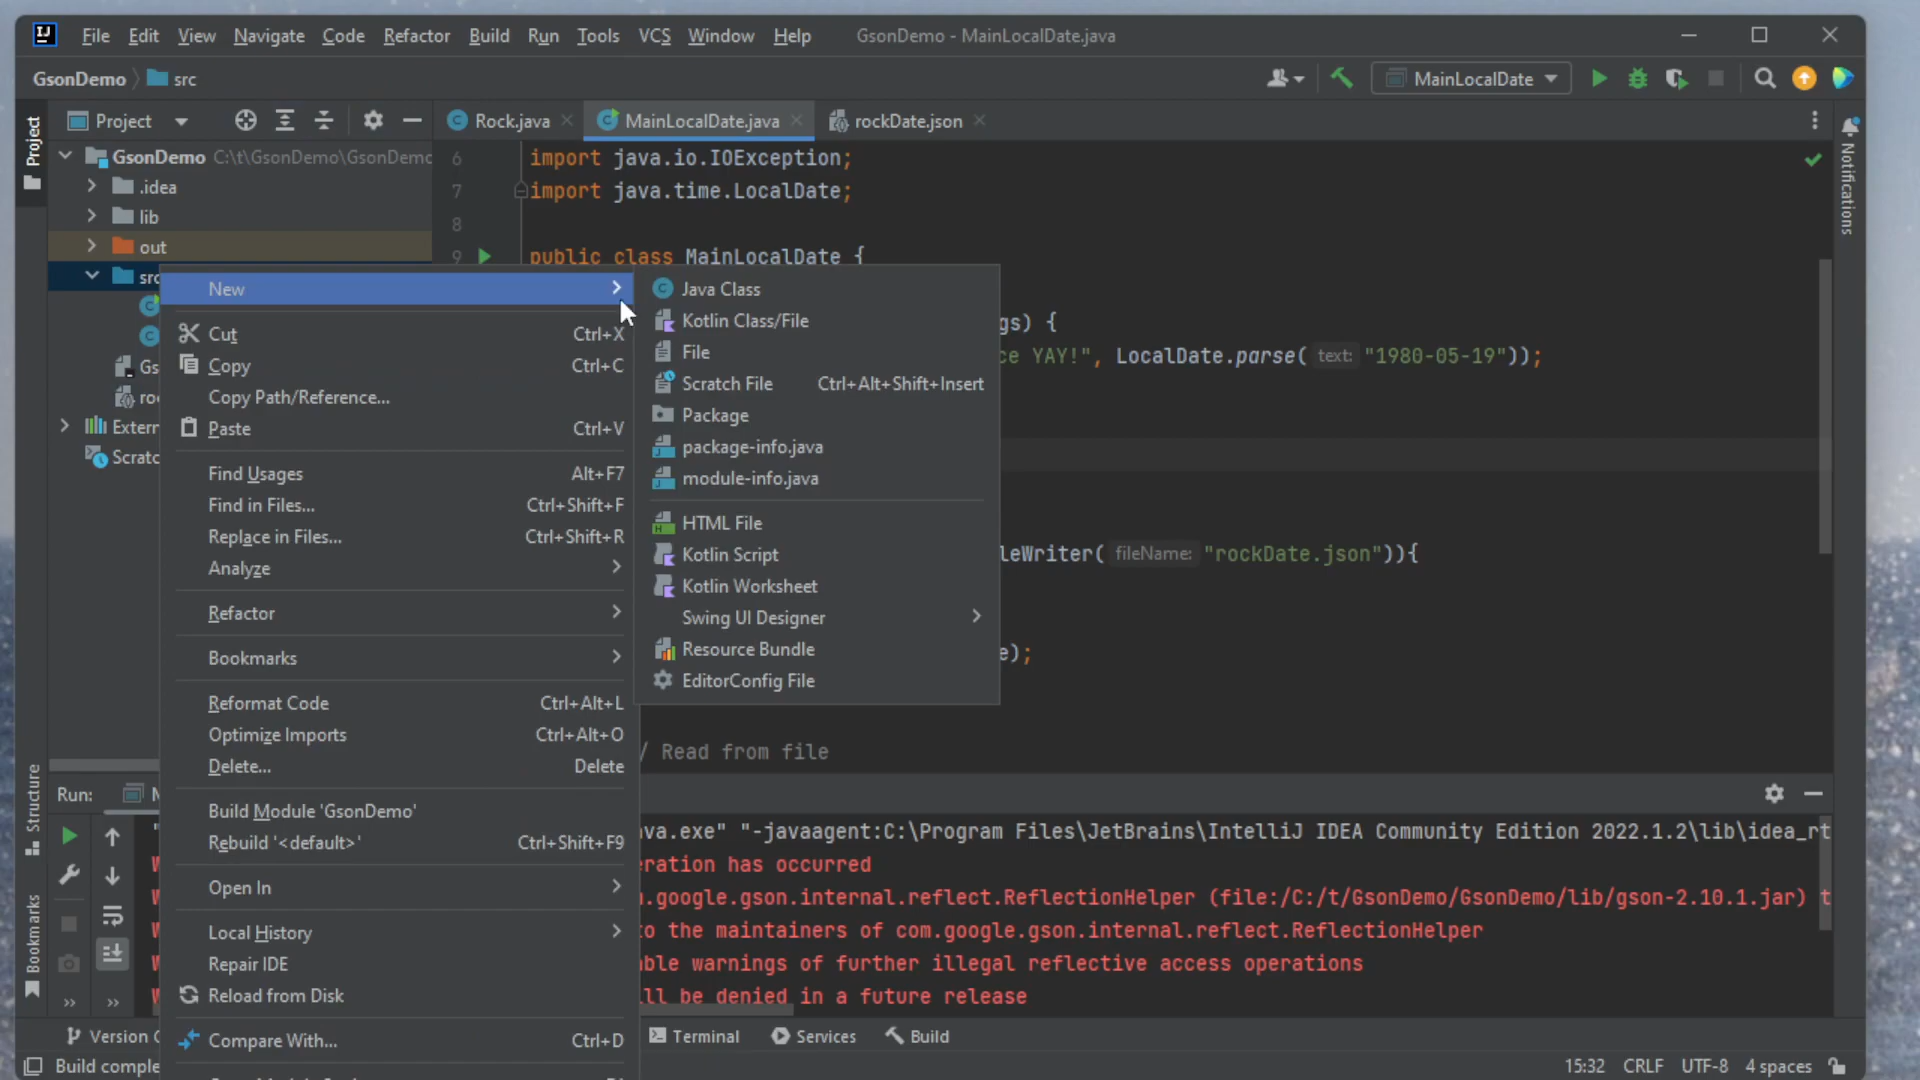 File Edit View Navigate Code Refactor Build Run Tools VCS Window Help GsonDemo - MainLocalDate.java
GsonDemo src MainLocalDate
Project Rock.java MainLocalDate.java rockDate.json
Project
Notifications
GsonDemo C:\t\GsonDemo\GsonDemo
.idea
lib
out
src
Gs
ro
Extern
Scratc
6 import java.io.IOException;
7 import java.time.LocalDate;
8
9 public class MainLocalDate {
gs) {
ce YAY!", LocalDate.parse( text: "1980-05-19"));
leWriter( fileName: "rockDate.json")){
e);
/ Read from file
New
Cut Ctrl+X
Copy Ctrl+C
Copy Path/Reference...
Paste Ctrl+V
Find Usages Alt+F7
Find in Files... Ctrl+Shift+F
Replace in Files... Ctrl+Shift+R
Analyze
Refactor
Bookmarks
Reformat Code Ctrl+Alt+L
Optimize Imports Ctrl+Alt+O
Delete... Delete
Build Module 'GsonDemo'
Rebuild '<default>' Ctrl+Shift+F9
Open In
Local History
Repair IDE
Reload from Disk
Compare With... Ctrl+D
Java Class
Kotlin Class/File
File
Scratch File Ctrl+Alt+Shift+Insert
Package
package-info.java
module-info.java
HTML File
Kotlin Script
Kotlin Worksheet
Swing UI Designer
Resource Bundle
EditorConfig File
Structure
Bookmarks
Run:
va.exe" "-javaagent:C:\Program Files\JetBrains\IntelliJ IDEA Community Edition 2022.1.2\lib\idea_rt
eration has occurred
.google.gson.internal.reflect.ReflectionHelper (file:/C:/t/GsonDemo/GsonDemo/lib/gson-2.10.1.jar) t
o the maintainers of com.google.gson.internal.reflect.ReflectionHelper
ble warnings of further illegal reflective access operations
ll be denied in a future release
Version Terminal Services Build
Build comple 15:32 CRLF UTF-8 4 spaces